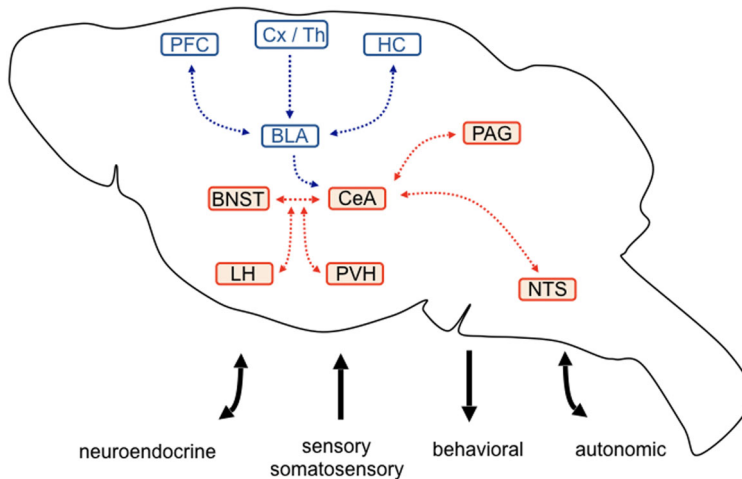 PFC
Cx / Th
HC
BLA
PAG
BNST
CeA
LH
PVH
NTS
neuroendocrine
sensory
somatosensory
behavioral
autonomic